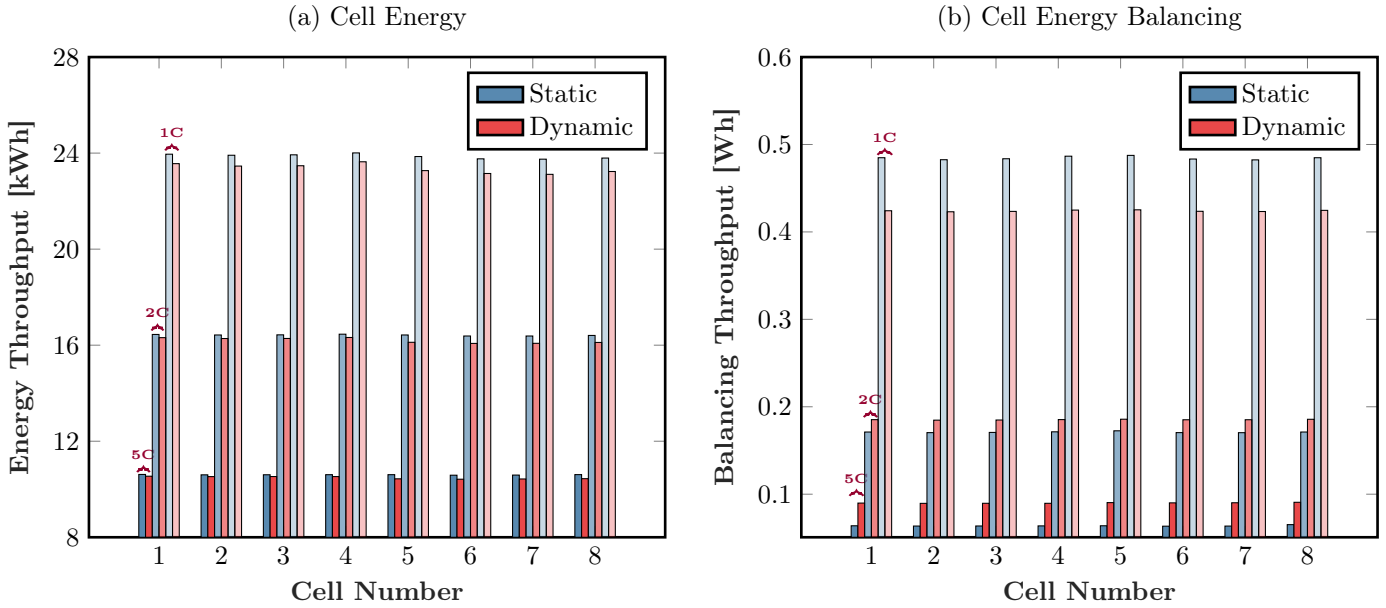 (a) Cell Energy
28
24
20
16
12
8
Energy Throughput [kWh]
Static
Dynamic
1C
2C
5C
1 2 3 4 5 6 7 8
Cell Number
(b) Cell Energy Balancing
0.6
0.5
0.4
0.3
0.2
0.1
Balancing Throughput [Wh]
Static
Dynamic
1C
2C
5C
1 2 3 4 5 6 7 8
Cell Number